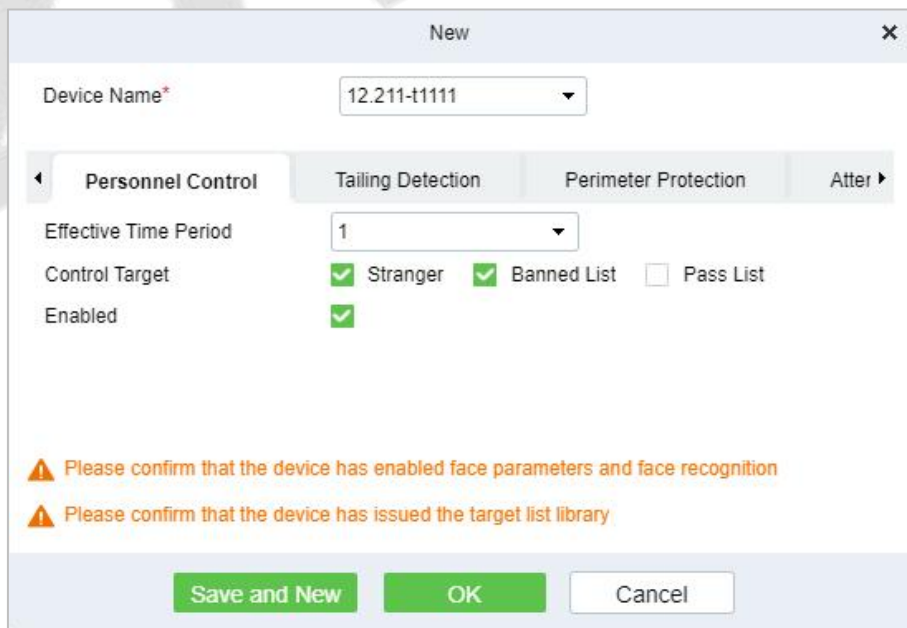 New
Device Name*
12.211-t1111
Personnel Control Tailing Detection Perimeter Protection Atter
Effective Time Period 1
Control Target Stranger Banned List Pass List
Enabled
Please confirm that the device has enabled face parameters and face recognition
Please confirm that the device has issued the target list library
Save and New OK Cancel